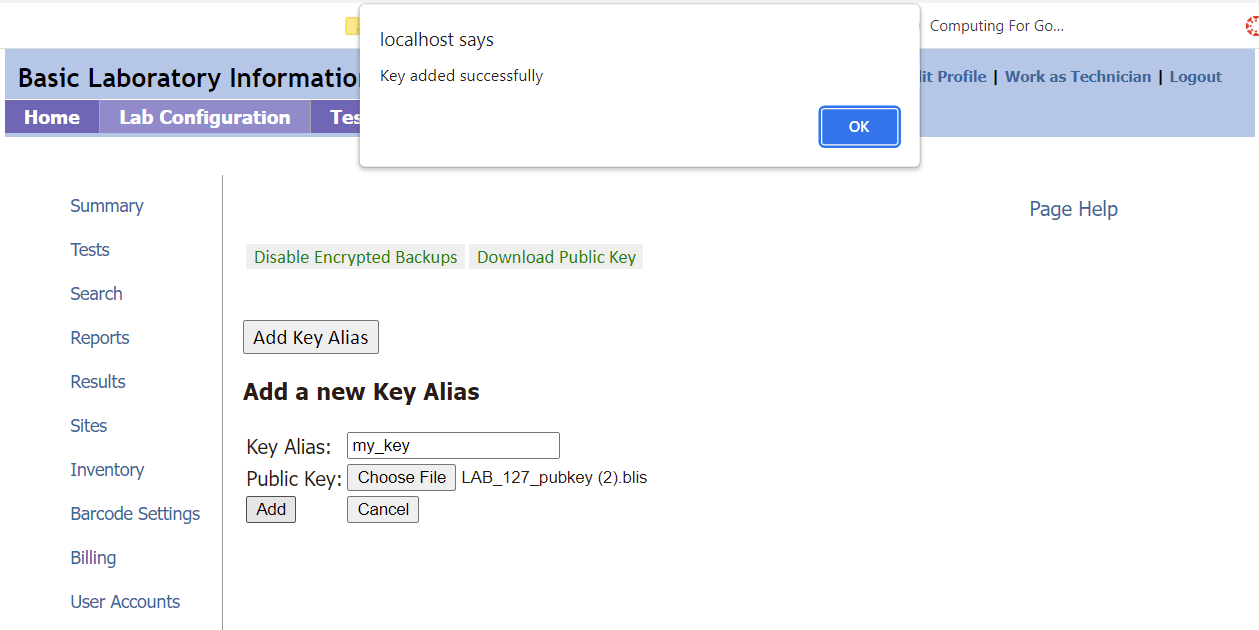 localhost says
Key added successfully
OK
Computing For Go...
Basic Laboratory
Profile | Work as Technician | Logout
Home Lab Configuration
Summary
Page Help
Tests
Disable Encrypted Backups Download Public Key
Search
Add Key Alias
Reports
Results
Add a new Key Alias
Sites
Key Alias: my_key
Inventory
Public Key: Choose File LAB_127_pubkey (2).blis
Add Cancel
Barcode Settings
Billing
User Accounts